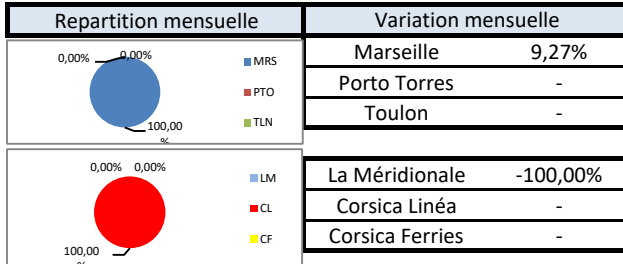 Repartition mensuelle
Variation mensuelle
0,00% 0,00%
MRS
PTO
TLN
100,00
%
Marseille 9,27%
Porto Torres -
Toulon -
0,00% 0,00%
LM
CL
CF
100,00
%
La Méridionale -100,00%
Corsica Linéa -
Corsica Ferries -